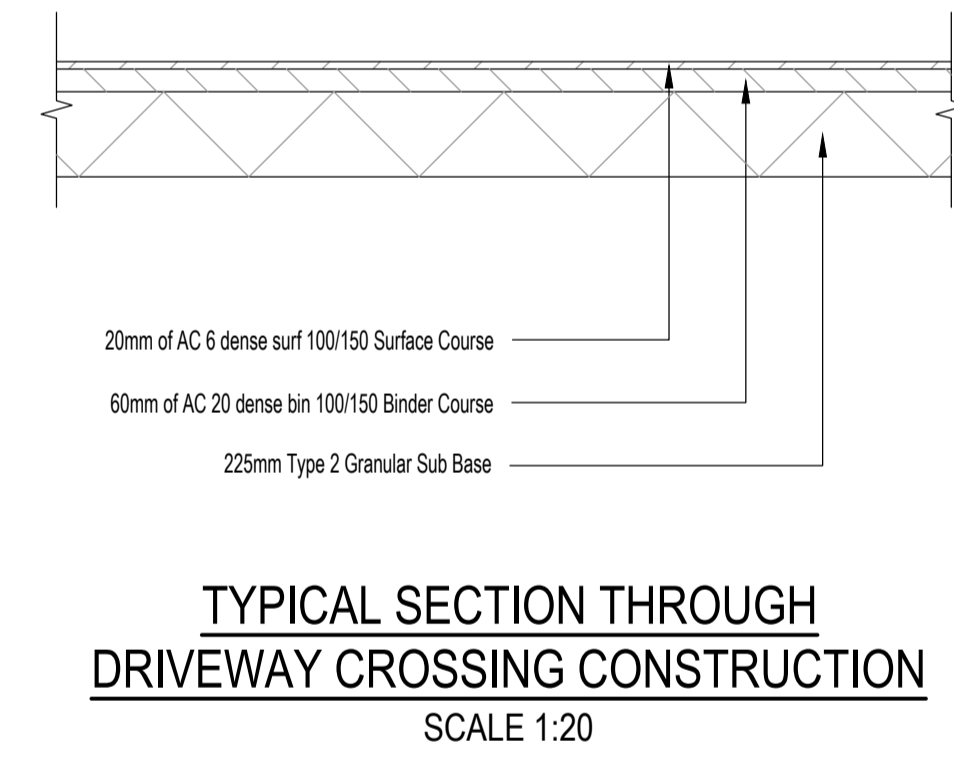 20mm of AC 6 dense surf 100/150 Surface Course
60mm of AC 20 dense bin 100/150 Binder Course
225mm Type 2 Granular Sub Base
TYPICAL SECTION THROUGH
DRIVEWAY CROSSING CONSTRUCTION
SCALE 1:20